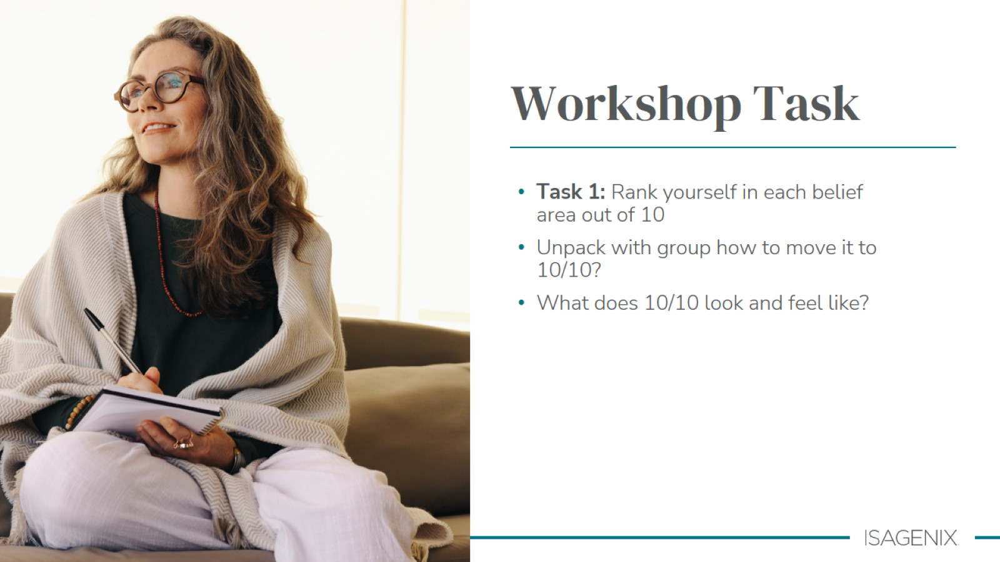 Workshop Task
• Task 1: Rank yourself in each belief
area out of 10
• Unpack with group how to move it to
10/10?
• What does 10/10 look and feel like?
ISAGENIX